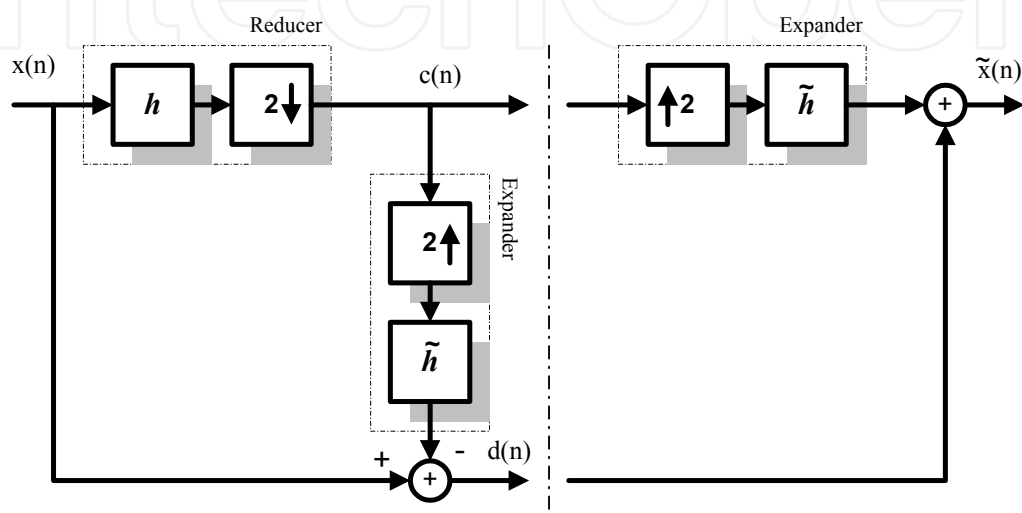 Reducer
Expander
x(n)
c(n)
x̃(n)
h
2
2
h̃
+
Expander
2
h̃
+
-
d(n)
+